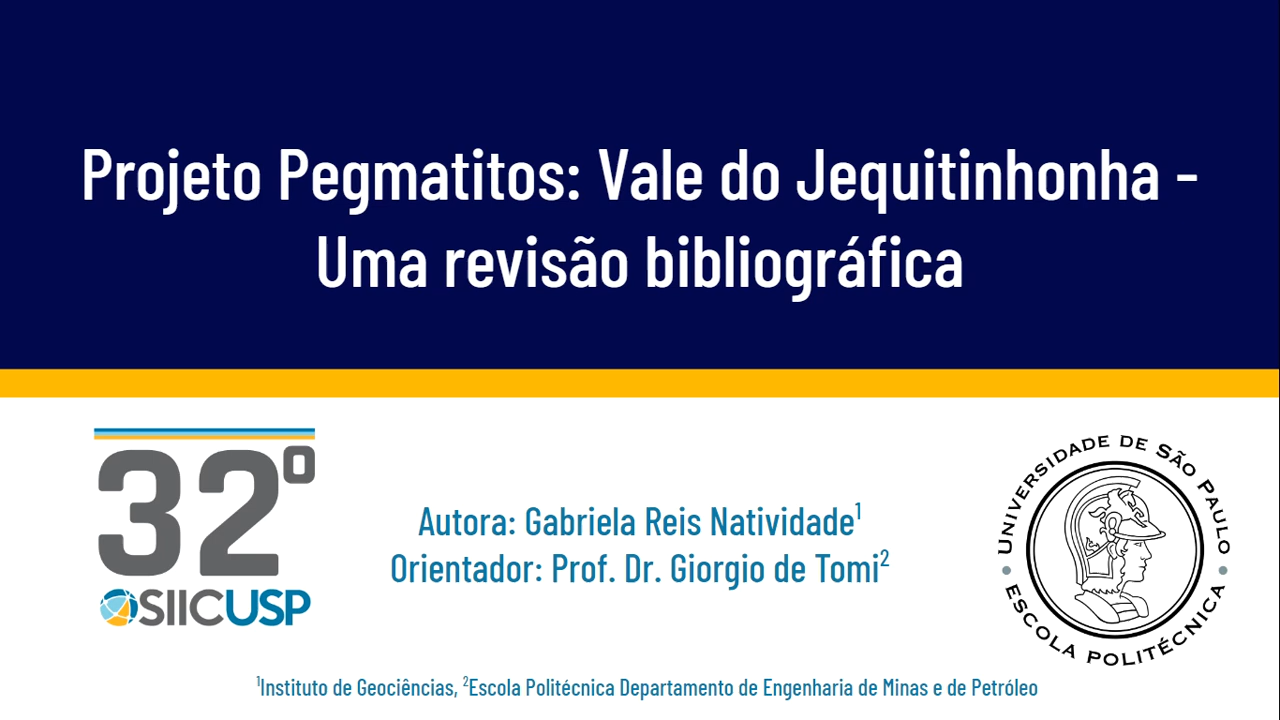 Projeto Pegmatitos: Vale do Jequitinhonha -
Uma revisão bibliográfica
32º
SIICUSP
Autora: Gabriela Reis Natividade¹
Orientador: Prof. Dr. Giorgio de Tomi²
UNIVERSIDADE DE SÃO PAULO
ESCOLA POLITÉCNICA
¹Instituto de Geociências, ²Escola Politécnica Departamento de Engenharia de Minas e de Petróleo